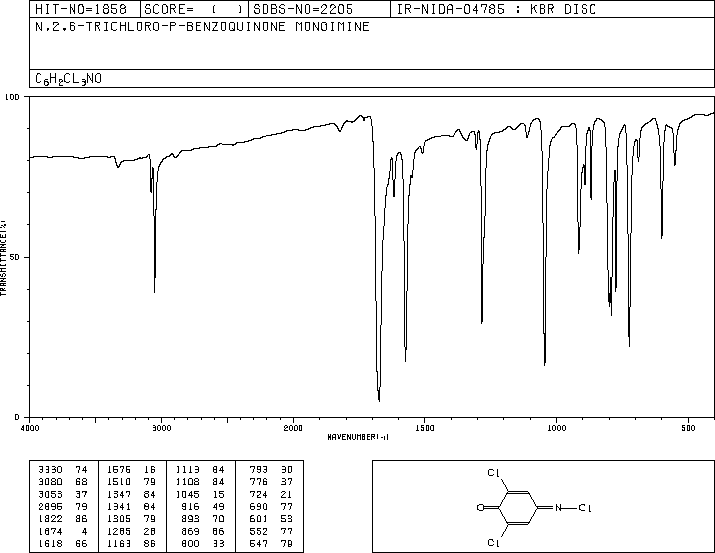 HIT-NO=1858 SCORE= ( ) SDBS-NO=2205 IR-NIDA-04785 : KBR DISC
N,2,6-TRICHLORO-P-BENZOQUINONE MONOIMINE
C6H2CL3NO
100
50
0
TRANSMITTANCE(%)
4000 3000 2000 1500 1000 500
WAVENUMBER(-1)
3330 74 1576 16 1113 84 793 30
3080 68 1510 79 1108 84 776 37
3053 37 1347 84 1045 15 724 21
2895 79 1341 84 916 49 690 77
1822 86 1305 79 893 70 601 53
1674 4 1285 28 869 66 552 77
1618 66 1163 86 800 33 547 79
Cl
O N Cl
Cl